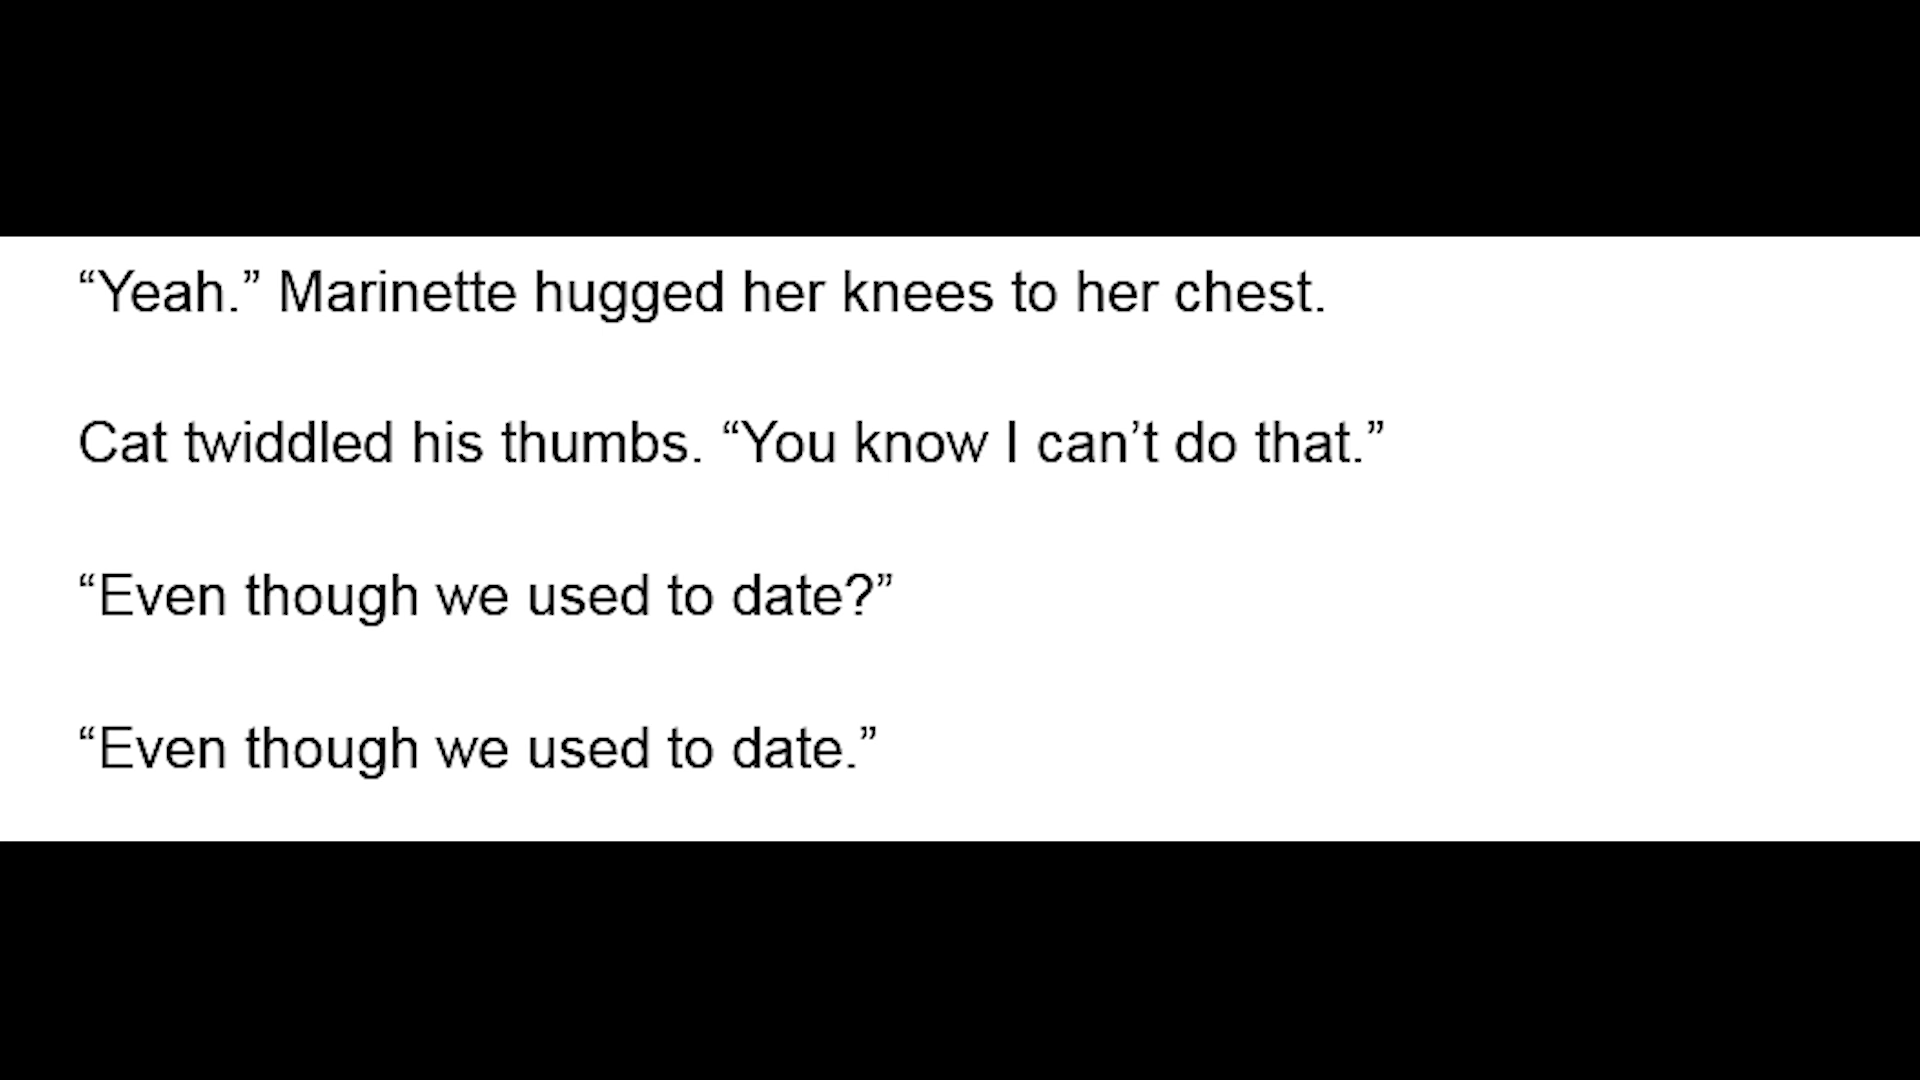 “Yeah.” Marinette hugged her knees to her chest.
Cat twiddled his thumbs. “You know I can’t do that.”
“Even though we used to date?”
“Even though we used to date.”